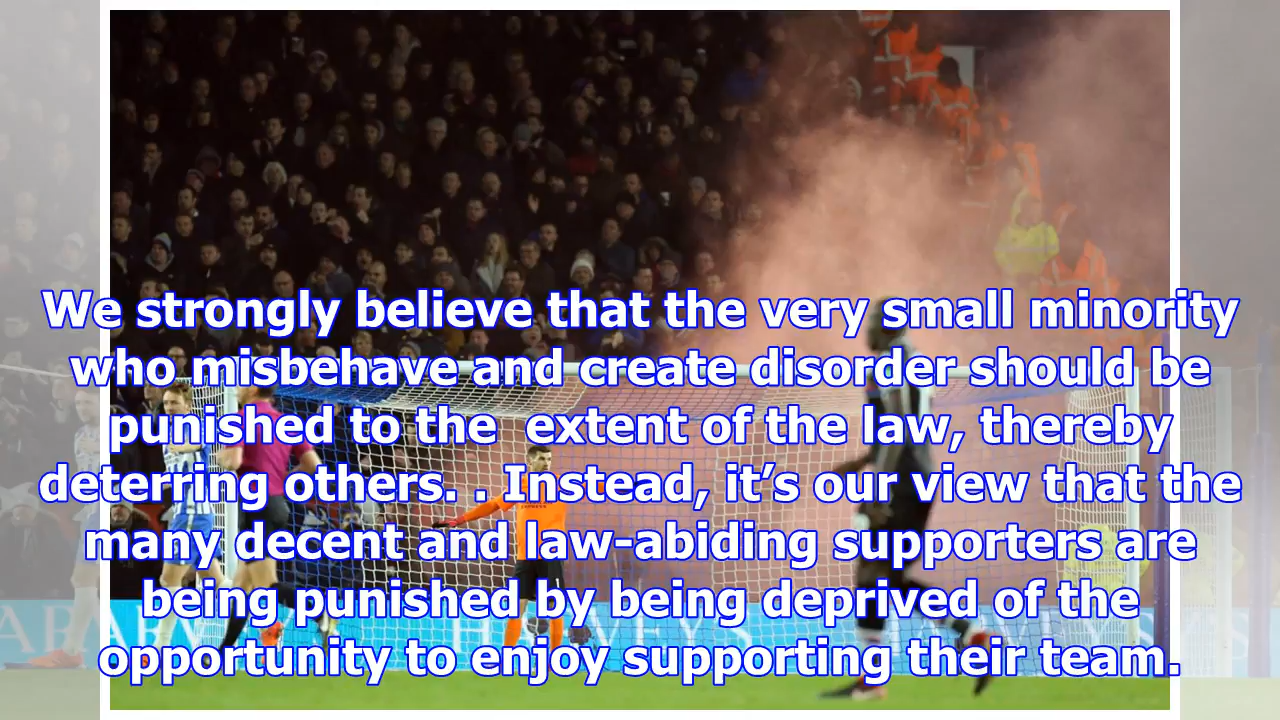 We strongly believe that the very small minority
who misbehave and create disorder should be
punished to the  extent of the law, thereby
deterring others. . Instead, it’s our view that the
many decent and law-abiding supporters are
being punished by being deprived of the
opportunity to enjoy supporting their team.